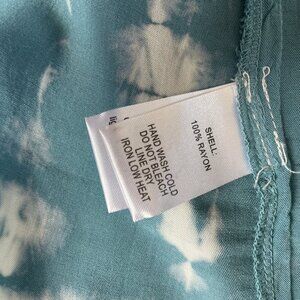 SHELL:
100% RAYON
HAND WASH COLD
DO NOT BLEACH
LINE DRY
IRON LOW HEAT